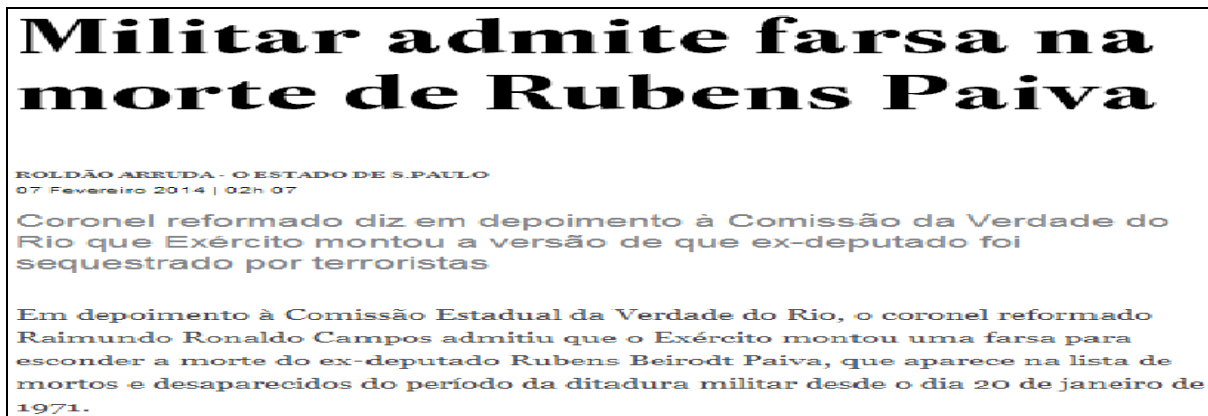 Militar admite farsa na
morte de Rubens Paiva
ROLDÃO ARRUDA - O ESTADO DE S.PAULO
07 Fevereiro 2014 | 02h 07
Coronel reformado diz em depoimento à Comissão da Verdade do
Rio que Exército montou a versão de que ex-deputado foi
sequestrado por terroristas
Em depoimento à Comissão Estadual da Verdade do Rio, o coronel reformado
Raimundo Ronaldo Campos admitiu que o Exército montou uma farsa para
esconder a morte do ex-deputado Rubens Beirodt Paiva, que aparece na lista de
mortos e desaparecidos do período da ditadura militar desde o dia 20 de janeiro de
1971.